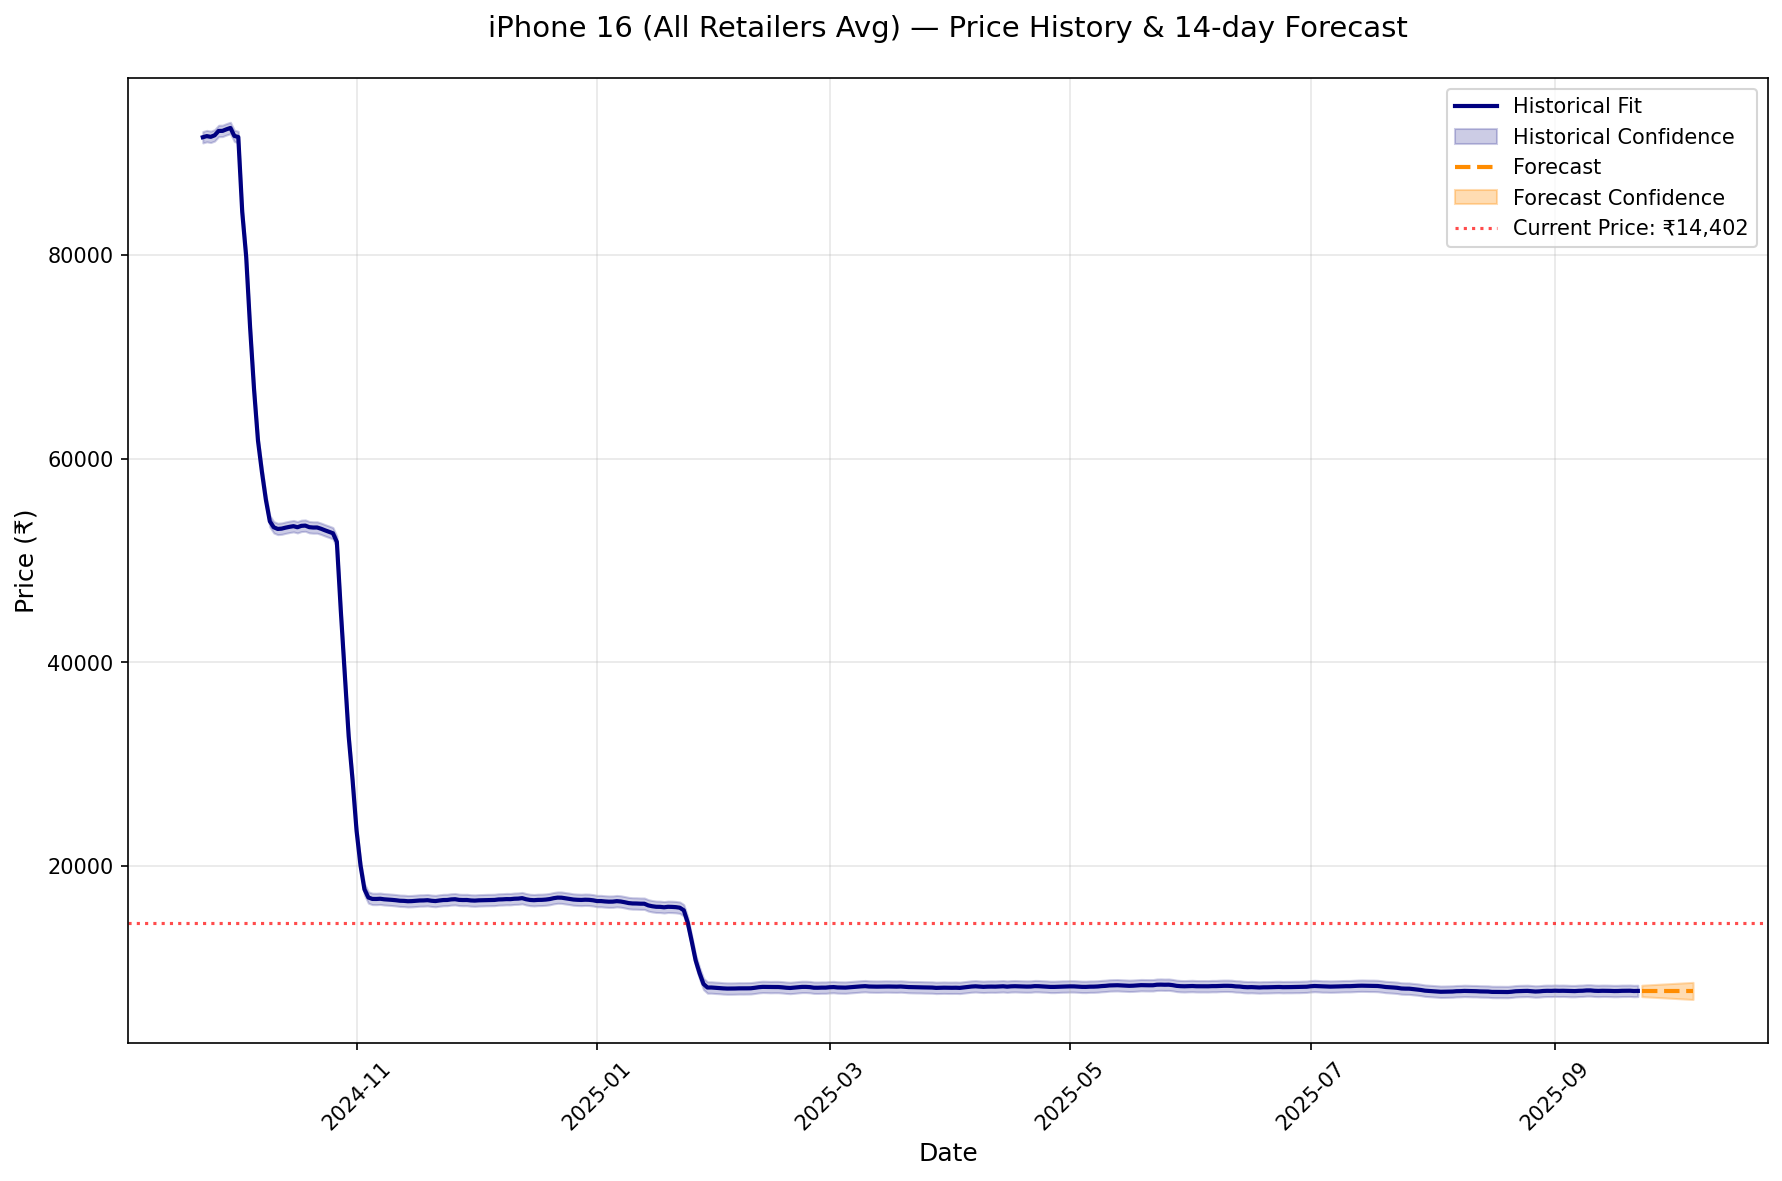 iPhone 16 (All Retailers Avg) — Price History & 14-day Forecast
Historical Fit
Historical Confidence
Forecast
Forecast Confidence
Current Price: ₹14,402
Price (₹)
80000
60000
40000
20000
2024-11
2025-01
2025-03
2025-05
2025-07
2025-09
Date